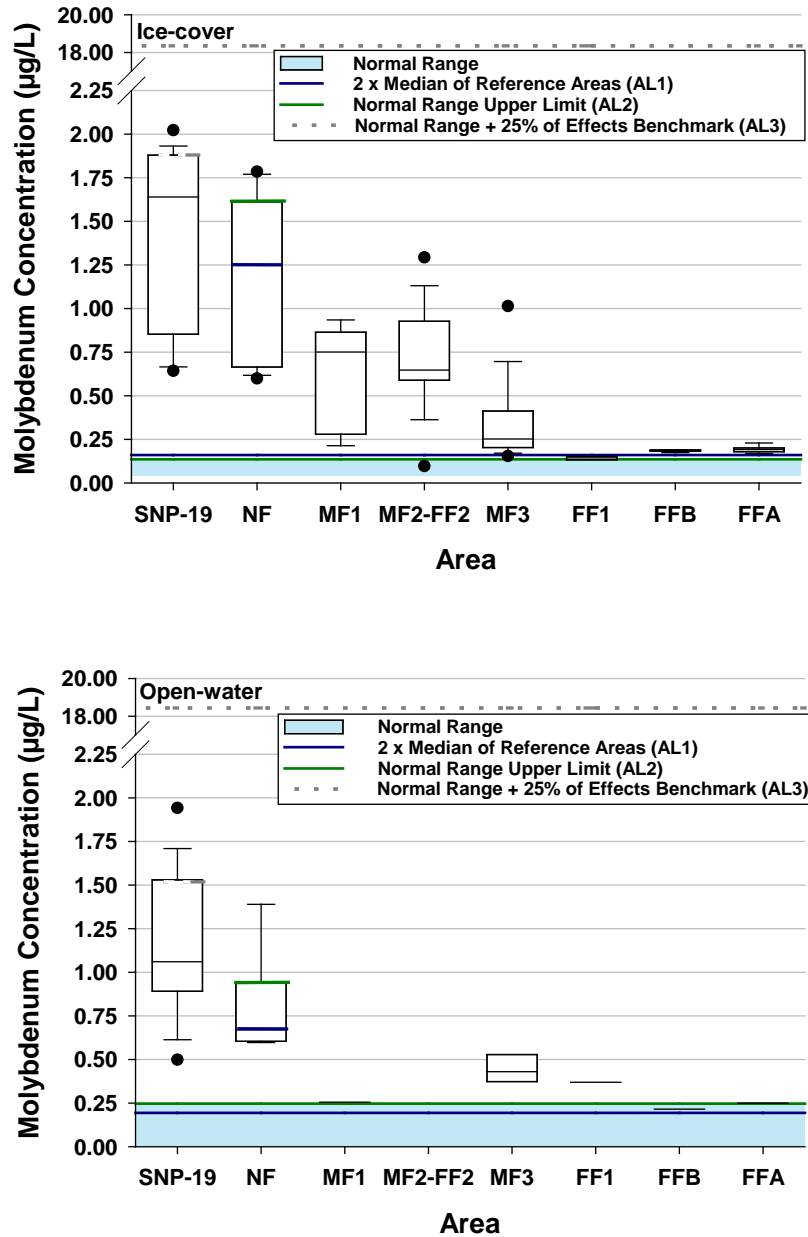 Molybdenum Concentration (µg/L)
20.00
18.00
2.25
2.00
1.75
1.50
1.25
1.00
0.75
0.50
0.25
0.00
Ice-cover
Normal Range
2 x Median of Reference Areas (AL1)
Normal Range Upper Limit (AL2)
Normal Range + 25% of Effects Benchmark (AL3)
SNP-19 NF MF1 MF2-FF2 MF3 FF1 FFB FFA
Area
Molybdenum Concentration (µg/L)
20.00
18.00
2.25
2.00
1.75
1.50
1.25
1.00
0.75
0.50
0.25
0.00
Open-water
Normal Range
2 x Median of Reference Areas (AL1)
Normal Range Upper Limit (AL2)
Normal Range + 25% of Effects Benchmark (AL3)
SNP-19 NF MF1 MF2-FF2 MF3 FF1 FFB FFA
Area